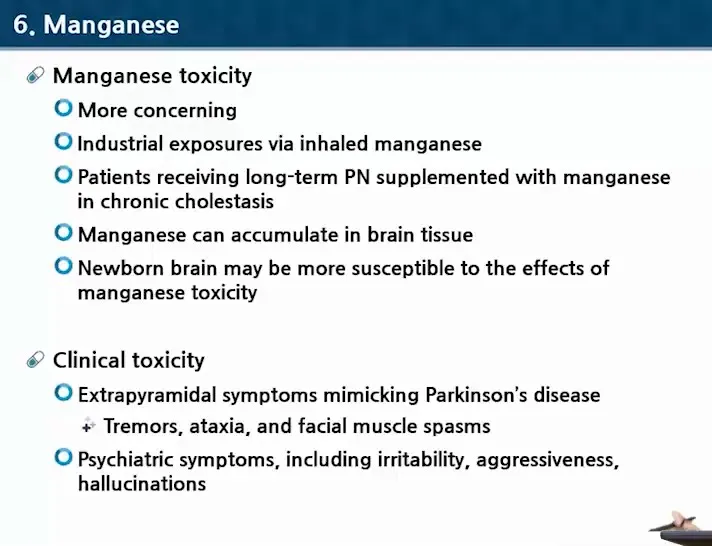 6. Manganese
Manganese toxicity
More concerning
Industrial exposures via inhaled manganese
Patients receiving long-term PN supplemented with manganese
in chronic cholestasis
Manganese can accumulate in brain tissue
Newborn brain may be more susceptible to the effects of
manganese toxicity
Clinical toxicity
Extrapyramidal symptoms mimicking Parkinson's disease
Tremors, ataxia, and facial muscle spasms
Psychiatric symptoms, including irritability, aggressiveness,
hallucinations